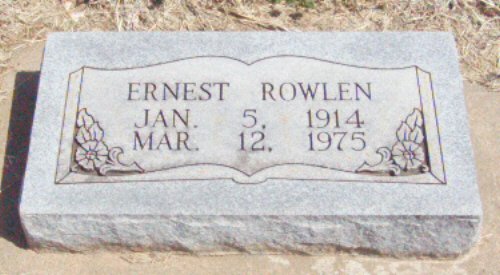 ERNEST ROWLEN
JAN. 5, 1914
MAR. 12, 1975